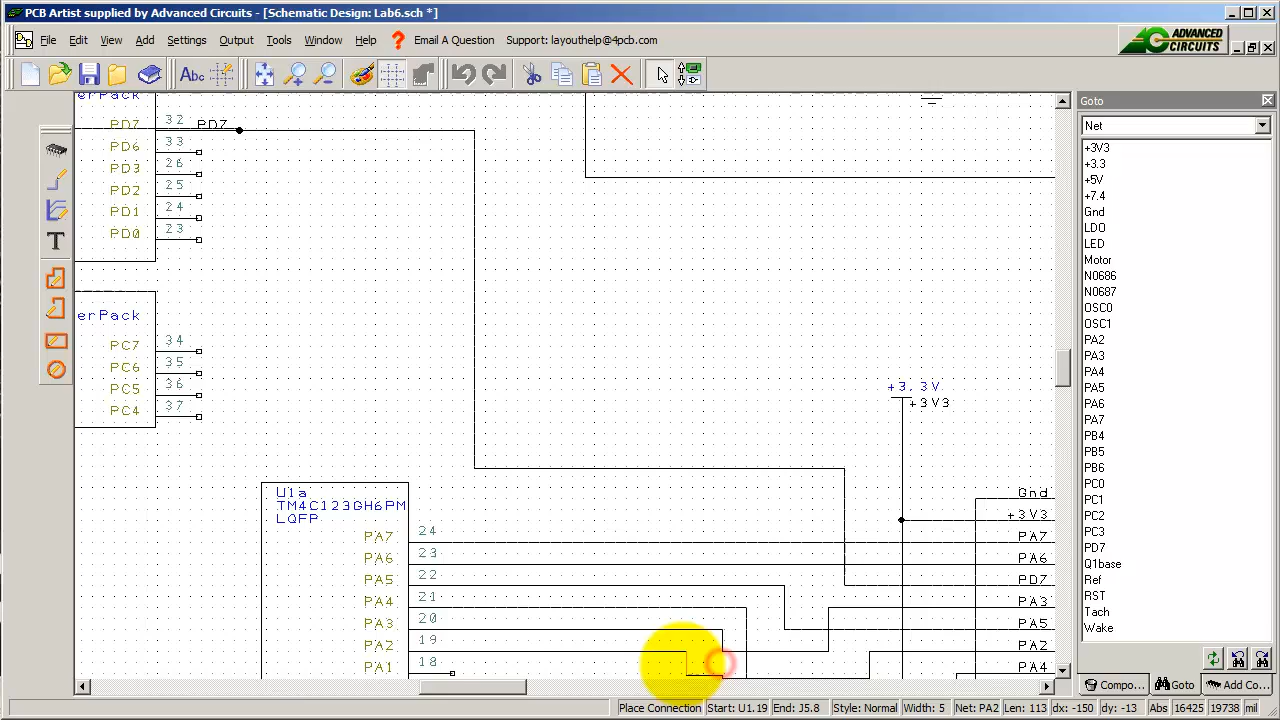 PCB Artist supplied by Advanced Circuits - [Schematic Design: Lab6.sch *]
File Edit View Add Settings Output Tools Window Help ? Email A Question Support: layouthelp@4pcb.com
ADVANCED
CIRCUITS
Abc
Goto
Net
+3V3
+3.3
+5V
+7.4
Gnd
LDO
LED
Motor
N0686
N0687
OSC0
OSC1
PA2
PA3
PA4
PA5
PA6
PA7
PB4
PB5
PB6
PC0
PC1
PC2
PC3
PD7
Q1base
Ref
RST
Tach
Wake
Compo... Goto Add Co...
erPack
PD7 32 PD7
PD6 33
PD3 26
PD2 25
PD1 24
PD0 23
erPack
PC7 34
PC6 35
PC5 36
PC4 37
+3.3V
+3V3
U1a
TM4C123GH6PM
LQFP
Gnd
+3V3
PA7 24 PA7
PA6 23 PA6
PA5 22 PD7
PA4 21 PA3
PA3 20 PA5
PA2 19 PA2
PA1 18 PA4
T
Place Connection Start: U1.19 End: J5.8 Style: Normal Width: 5 Net: PA2 Len: 113 dx: -150 dy: -13 Abs 16425 19738 mil